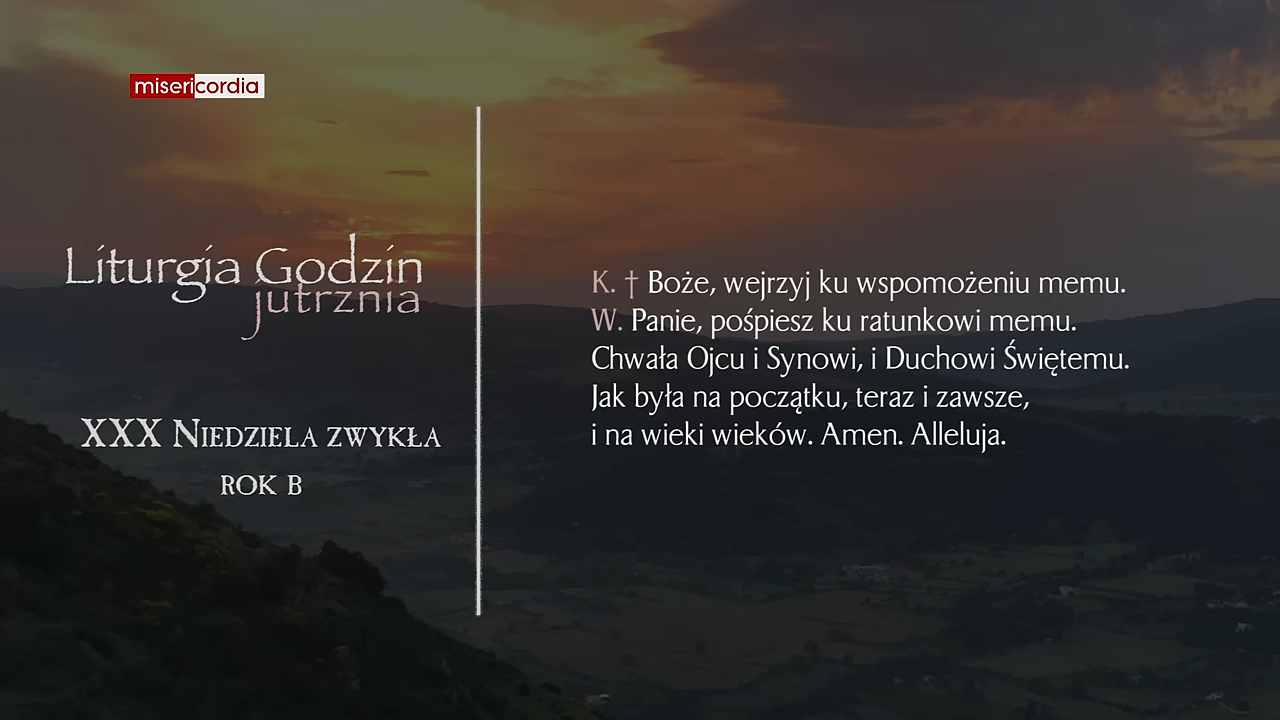 misericordia
Liturgia Godzin
jutrznia
XXX Niedziela zwykła
rok B
K. † Boże, wejrzyj ku wspomożeniu memu.
W. Panie, pośpiesz ku ratunkowi memu.
Chwała Ojcu i Synowi, i Duchowi Świętemu.
Jak była na początku, teraz i zawsze,
i na wieki wieków. Amen. Alleluja.